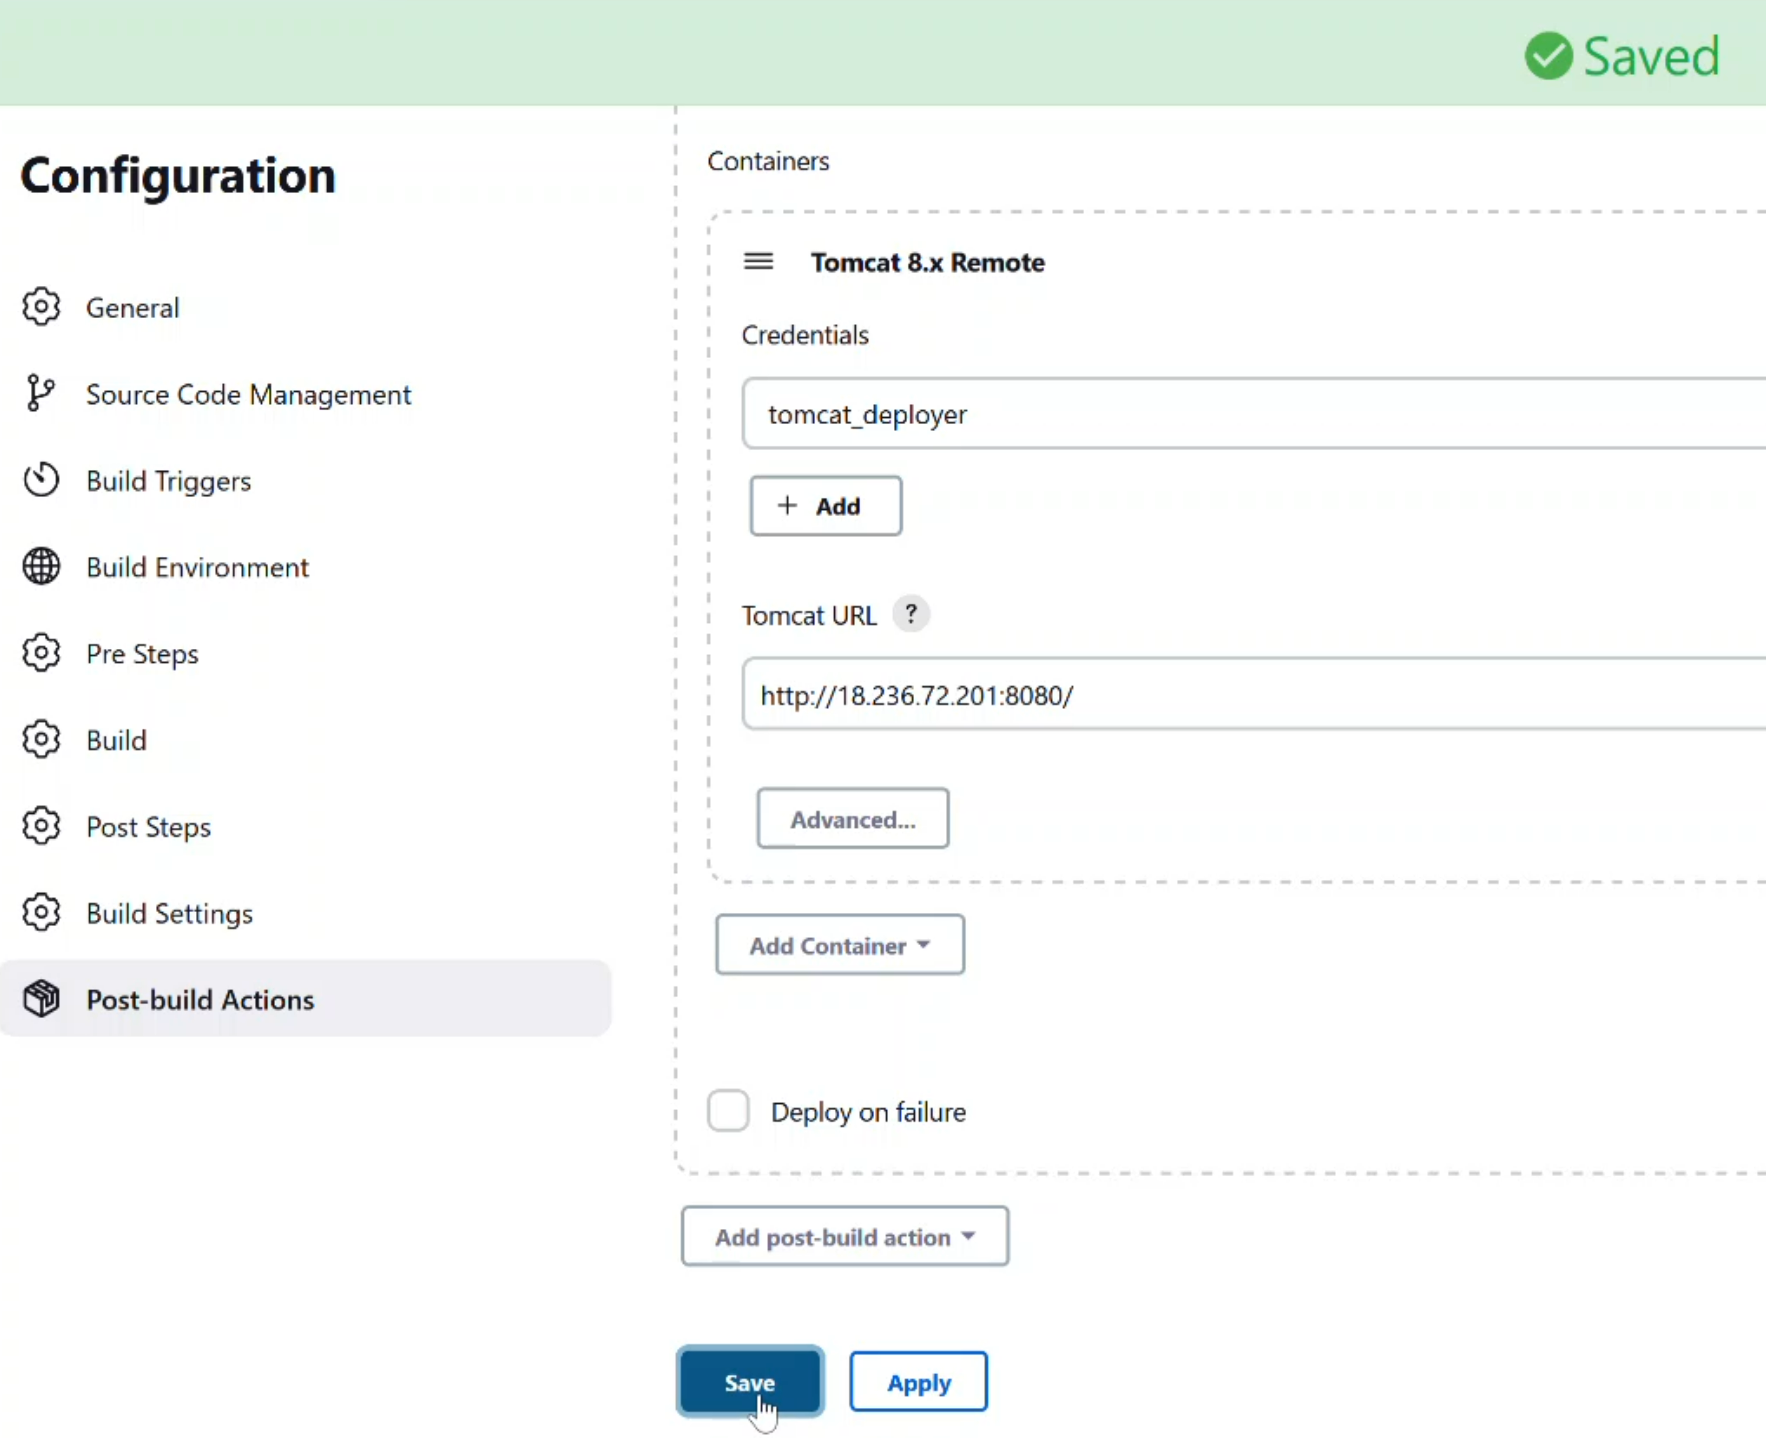 Saved
Configuration
General
Source Code Management
Build Triggers
Build Environment
Pre Steps
Build
Post Steps
Build Settings
Post-build Actions
Containers
Tomcat 8.x Remote
Credentials
tomcat_deployer
+ Add
Tomcat URL ?
http://18.236.72.201:8080/
Advanced...
Add Container
Deploy on failure
Add post-build action
Save Apply